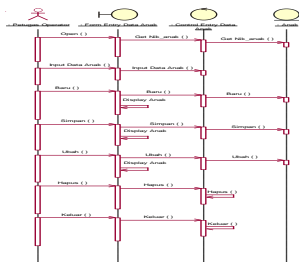 : Petugas Operator
: Form Entry Data Anak
: Control Entry Data Anak
: Anak
Open ( )
Get Nib_anak ( )
Get Nib_anak ( )
Input Data Anak ( )
Input Data Anak ( )
Baru ( )
Baru ( )
Baru ( )
Display Anak
Simpan ( )
Simpan ( )
Simpan ( )
Display Anak
Ubah ( )
Ubah ( )
Ubah ( )
Display Anak
Hapus ( )
Hapus ( )
Hapus ( )
Keluar ( )
Keluar ( )
Keluar ( )